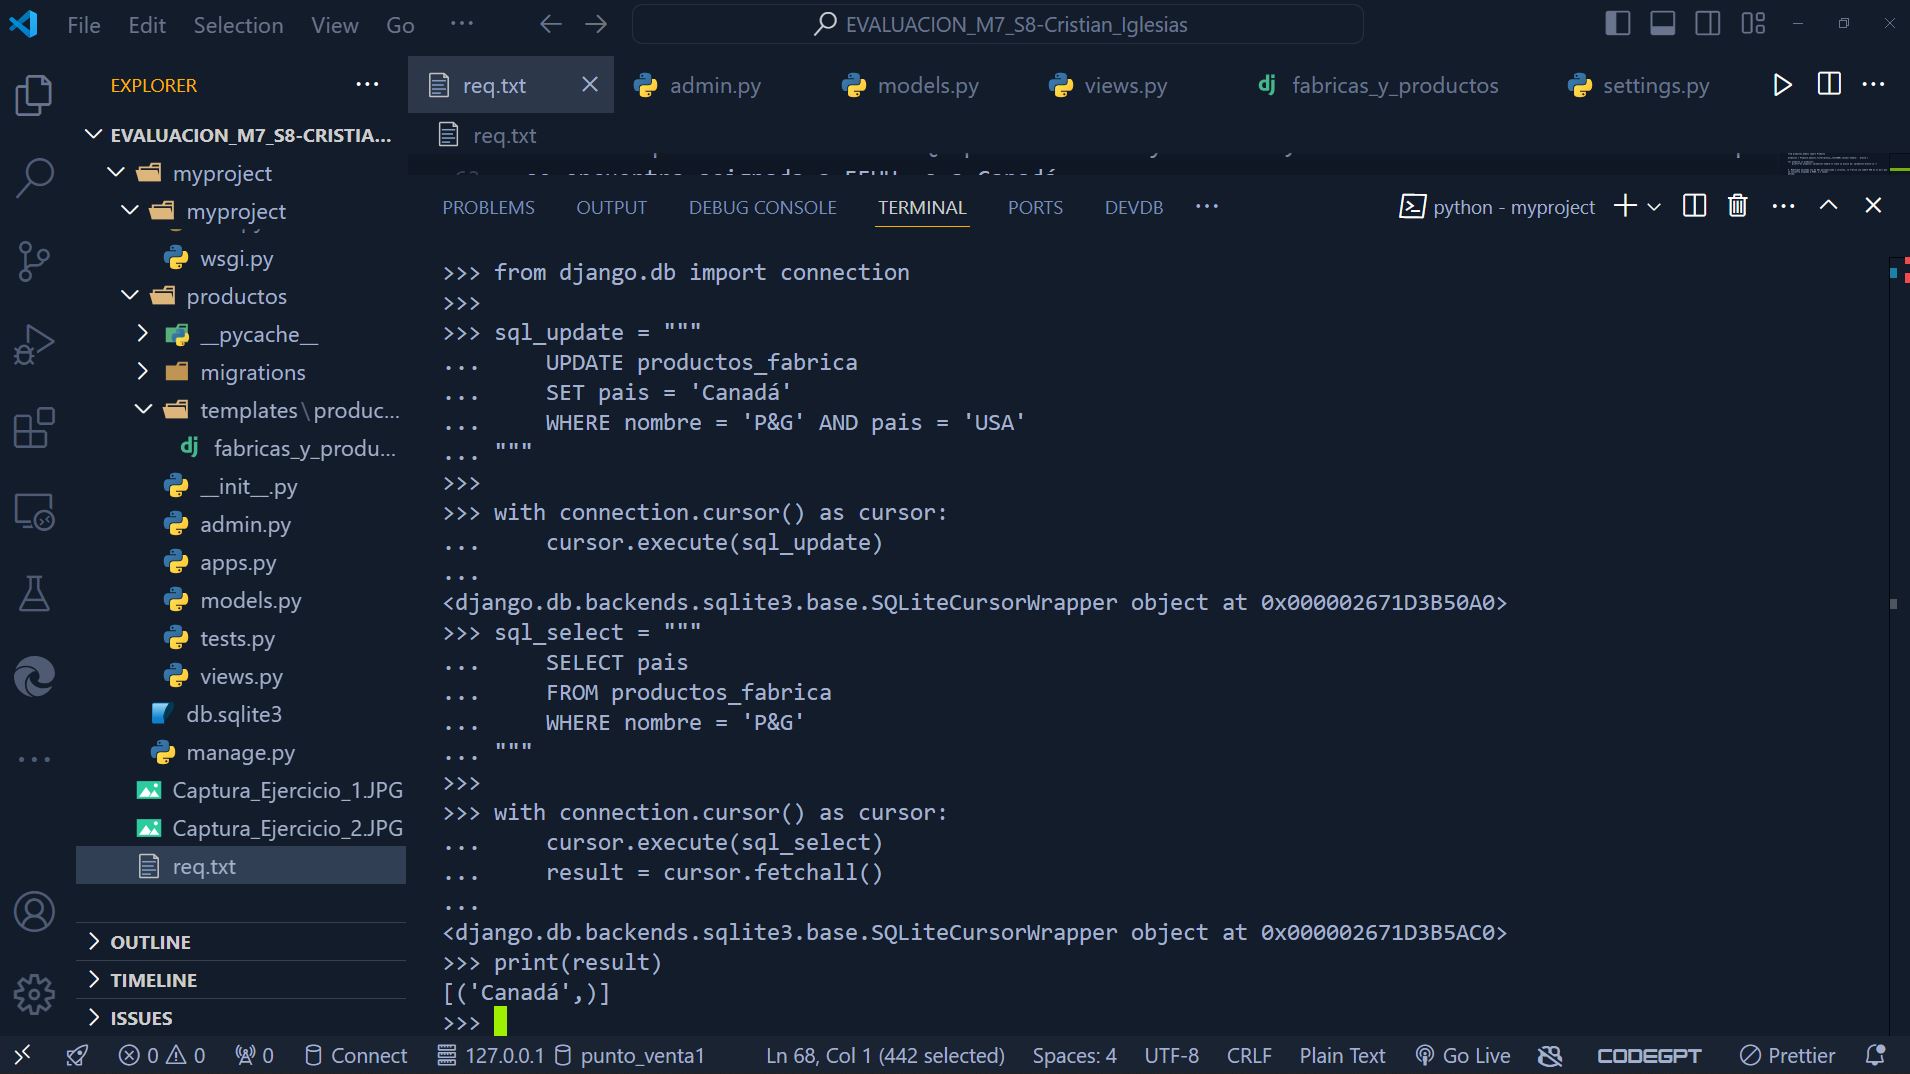 File Edit Selection View Go ··· EVALUACION_M7_S8-Cristian_Iglesias
EXPLORER ···
req.txt admin.py models.py views.py fabricas_y_productos settings.py
req.txt
EVALUACION_M7_S8-CRISTIA...
myproject
myproject
wsgi.py
productos
__pycache__
migrations
templates\produc...
fabricas_y_produ...
__init__.py
admin.py
apps.py
models.py
tests.py
views.py
db.sqlite3
manage.py
Captura_Ejercicio_1.JPG
Captura_Ejercicio_2.JPG
req.txt
OUTLINE
TIMELINE
ISSUES
PROBLEMS OUTPUT DEBUG CONSOLE TERMINAL PORTS DEVDB ··· python - myproject
>>> from django.db import connection
>>>
>>> sql_update = """
...     UPDATE productos_fabrica
...     SET pais = 'Canadá'
...     WHERE nombre = 'P&G' AND pais = 'USA'
... """
>>>
>>> with connection.cursor() as cursor:
...     cursor.execute(sql_update)
...
<django.db.backends.sqlite3.base.SQLiteCursorWrapper object at 0x000002671D3B50A0>
>>> sql_select = """
...     SELECT pais
...     FROM productos_fabrica
...     WHERE nombre = 'P&G'
... """
>>>
>>> with connection.cursor() as cursor:
...     cursor.execute(sql_select)
...     result = cursor.fetchall()
...
<django.db.backends.sqlite3.base.SQLiteCursorWrapper object at 0x000002671D3B5AC0>
>>> print(result)
[('Canadá',)]
>>>
0 0 0 Connect 127.0.0.1 punto_venta1 Ln 68, Col 1 (442 selected) Spaces: 4 UTF-8 CRLF Plain Text Go Live CODEGPT Prettier